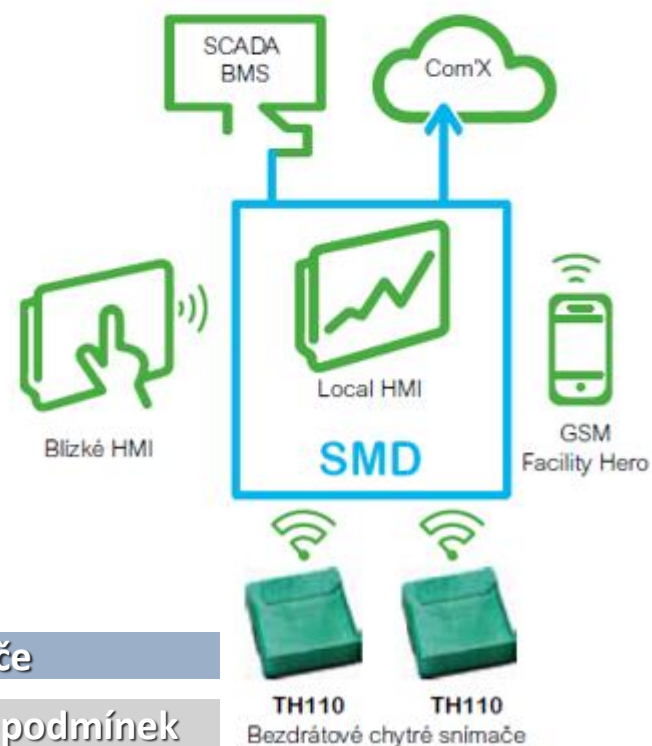 SCADA
BMS
Com'X
Local HMI
SMD
Blízké HMI
GSM
Facility Hero
če
podmínek
TH110
TH110
Bezdrátové chytré snímače